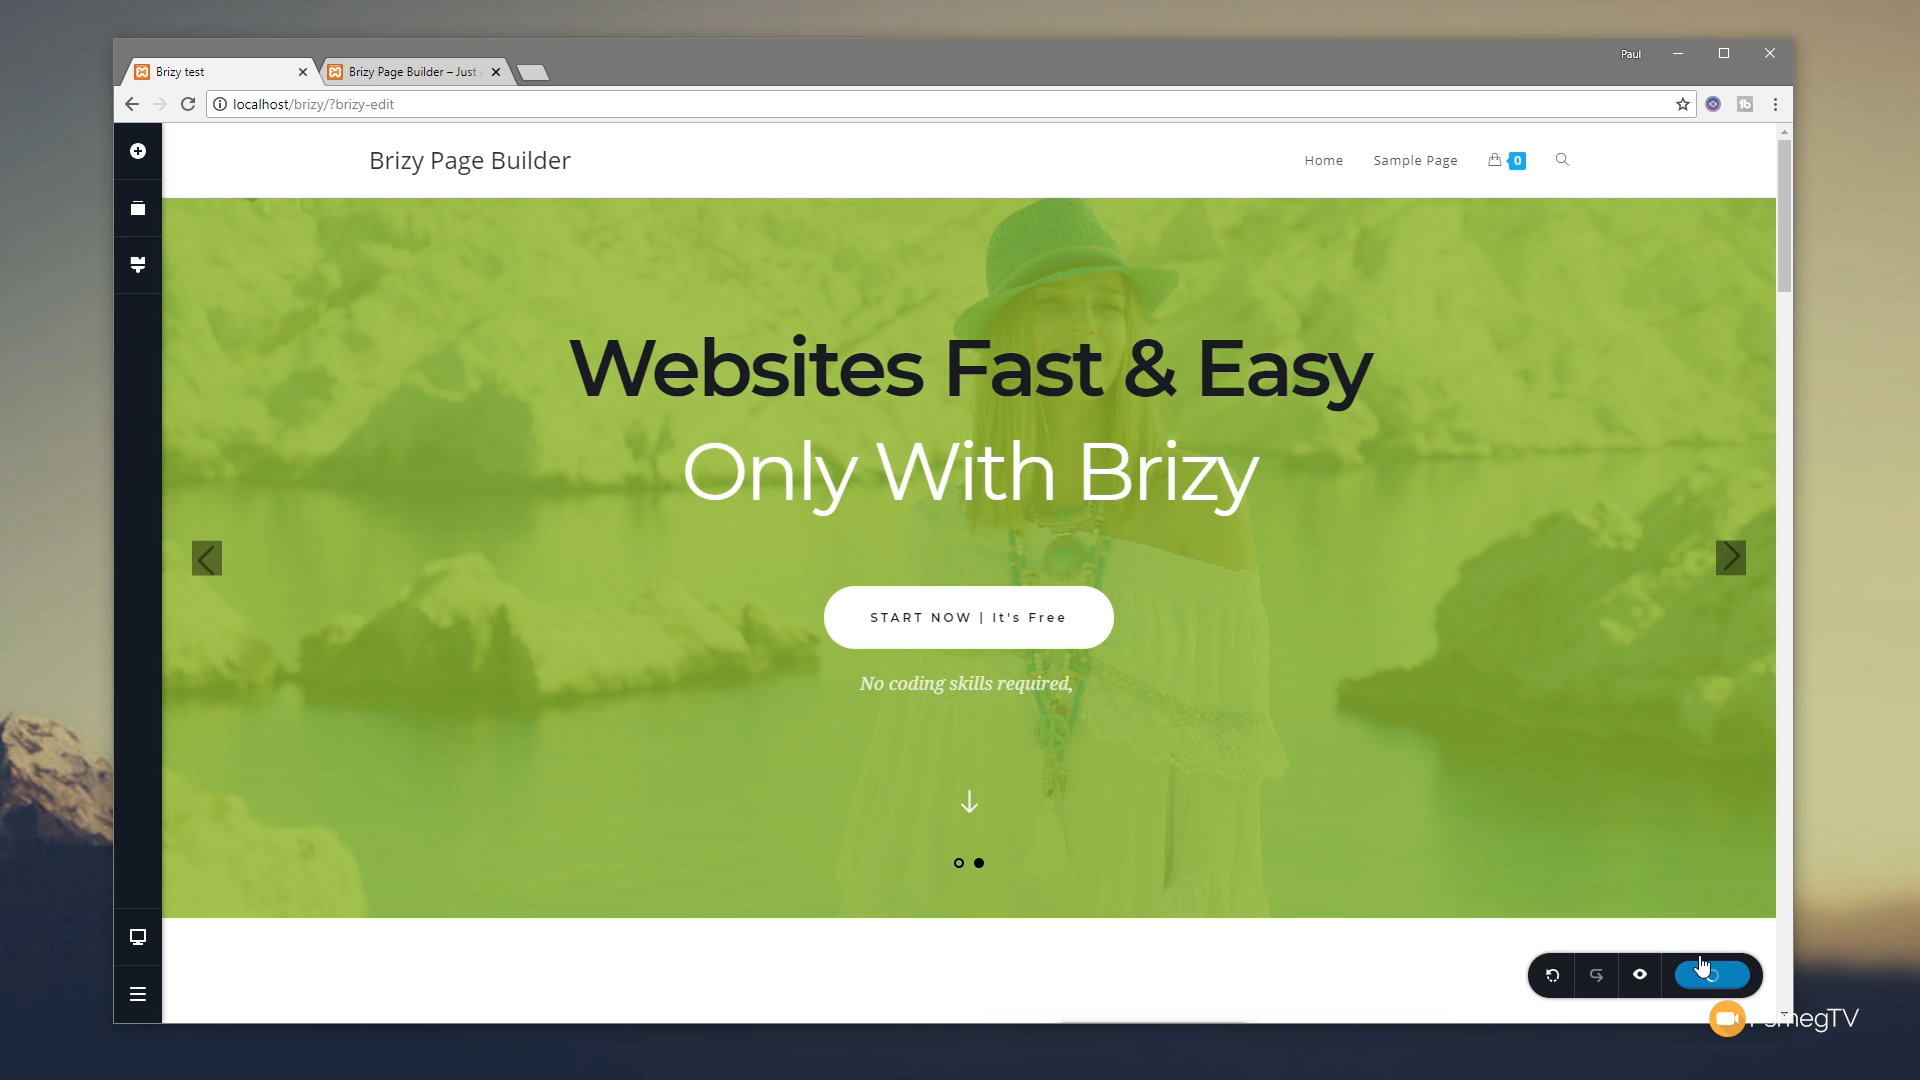 Paul
Brizy test
Brizy Page Builder – Just
localhost/brizy/?brizy-edit
Brizy Page Builder
Home
Sample Page
0
Websites Fast & Easy
Only With Brizy
START NOW | It's Free
No coding skills required,